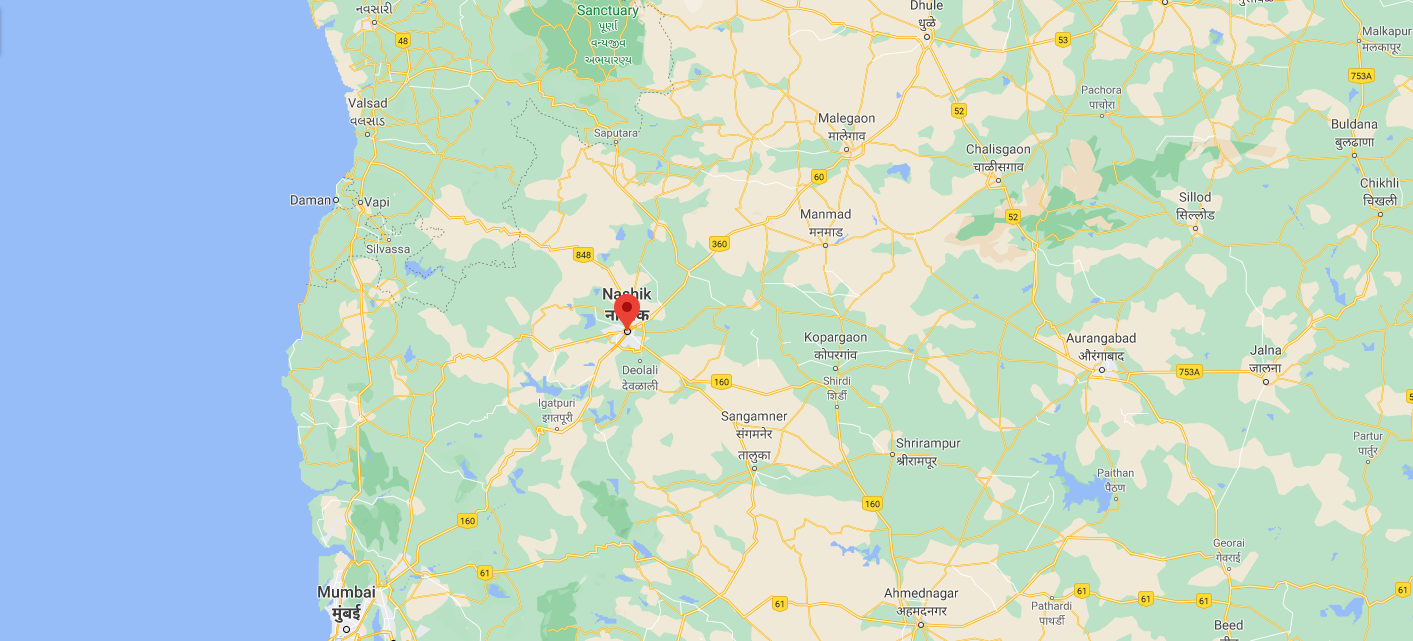 નવસારી
Sanctuary
પૂર્ણા
વન્યજીવ
અભયારણ્ય
Dhule
धुळे
48
53
Malkapur
मलकापूर
753A
Valsad
વલસાડ
Pachora
पाचोरा
52
Malegaon
मालेगाव
Buldana
बुलढाणा
Saputara
Chalisgaon
चाळीसगाव
60
Chikhli
चिखली
Daman
Vapi
Sillod
सिल्लोड
Manmad
मनमाड
52
Silvassa
360
848
Nashik
Kopargaon
कोपरगांव
Aurangabad
औरंगाबाद
Jalna
जालना
Deolali
देवळाली
160
Shirdi
शिर्डी
753A
Igatpuri
इगतपुरी
Sangamner
संगमनेर
तालुका
Shrirampur
श्रीरामपूर
Partur
पार्तुर
Paithan
पैठण
160
160
Georai
गेवराई
61
Mumbai
मुंबई
61
Ahmednagar
अहमदनगर
61
Pathardi
पाथर्डी
61
61
61
Beed